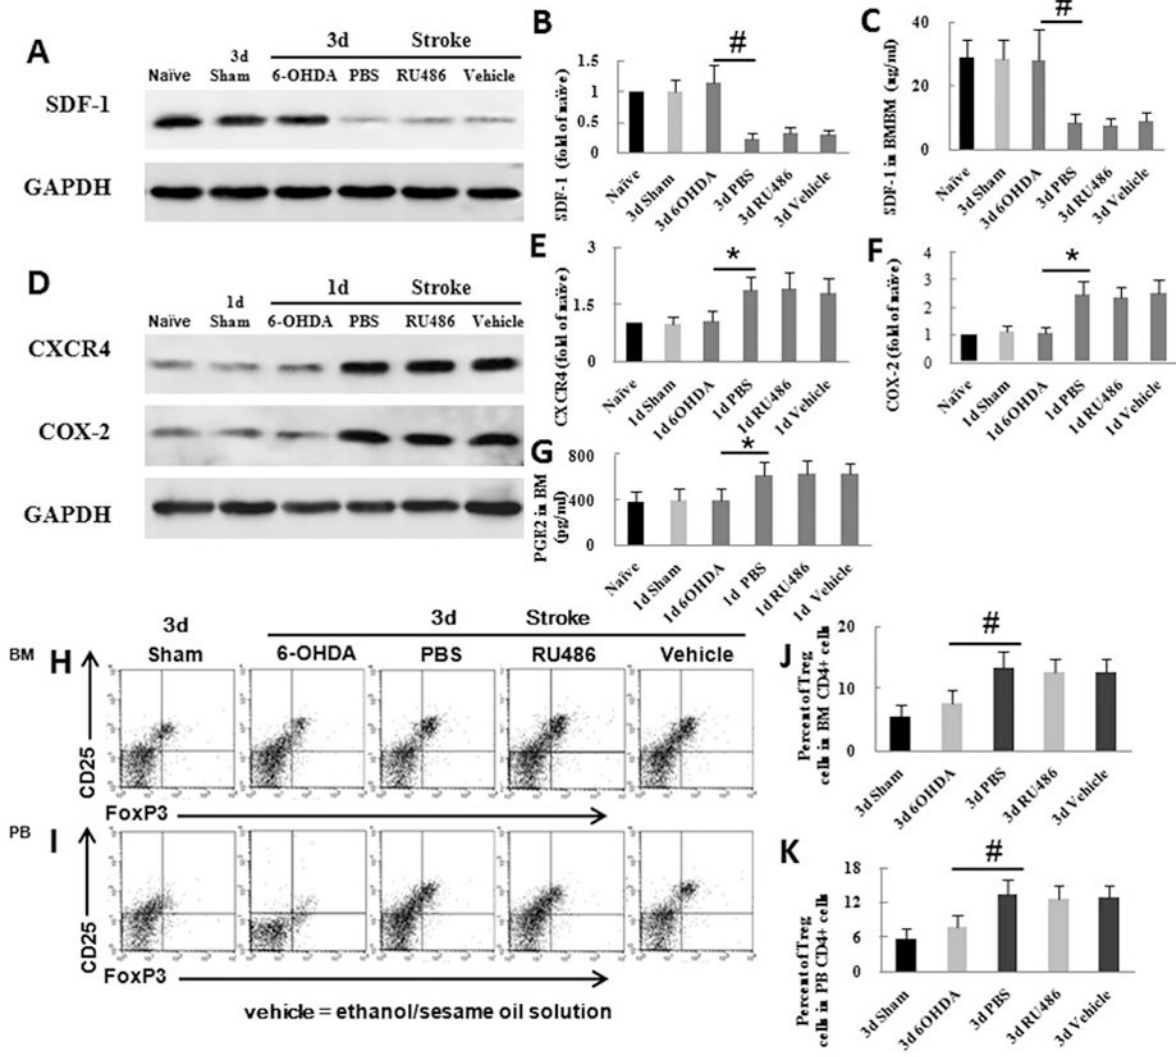 A
3d Stroke
3d
Naïve Sham 6-OHDA PBS RU486 Vehicle
SDF-1
GAPDH
B
#
SDF-1 (fold of naïve)
1.5
1
0.5
0
Naïve
3d Sham
3d 6OHDA
3d PBS
3d RU486
3d Vehicle
C
#
SDF-1 in BMBM (ng/ml)
40
20
0
Naïve
3d Sham
3d 6OHDA
3d PBS
3d RU486
3d Vehicle
D
1d Stroke
1d
Naïve Sham 6-OHDA PBS RU486 Vehicle
CXCR4
COX-2
GAPDH
E
*
CXCR4 (fold of naïve)
3
1.5
0
Naïve
1d Sham
1d 6OHDA
1d PBS
1d RU486
1d Vehicle
F
*
COX-2 (fold of naïve)
4
3
2
1
0
Naïve
1d Sham
1d 6OHDA
1d PBS
1d RU486
1d Vehicle
G
*
PGE2 in BM
(pg/ml)
800
400
0
Naïve
1d Sham
1d 6OHDA
1d PBS
1d RU486
1d Vehicle
3d 3d Stroke
BM H Sham 6-OHDA PBS RU486 Vehicle
CD25
FoxP3
PB I
CD25
FoxP3
vehicle = ethanol/sesame oil solution
J
#
Percent of Treg
cells in BM CD4+ cells
20
10
0
3d Sham
3d 6OHDA
3d PBS
3d RU486
3d Vehicle
K
#
Percent of Treg
cells in PB CD4+ cells
18
12
6
0
3d Sham
3d 6OHDA
3d PBS
3d RU486
3d Vehicle